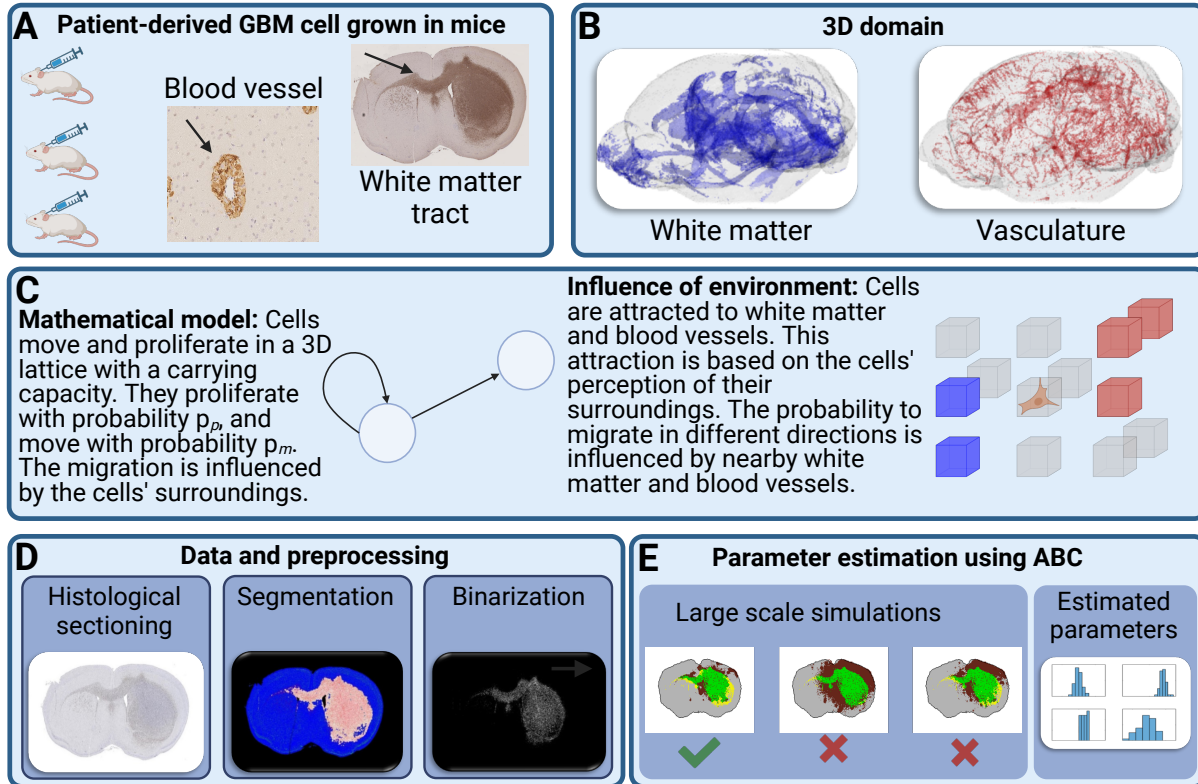 A
Patient-derived GBM cell grown in mice
Blood vessel
White matter
tract
B
3D domain
White matter
Vasculature
C
Mathematical model: Cells
move and proliferate in a 3D
lattice with a carrying
capacity. They proliferate
with probability pₚ, and
move with probability pₘ.
The migration is influenced
by the cells' surroundings.
Influence of environment: Cells
are attracted to white matter
and blood vessels. This
attraction is based on the cells'
perception of their
surroundings. The probability to
migrate in different directions is
influenced by nearby white
matter and blood vessels.
D
Data and preprocessing
Histological
sectioning
Segmentation
Binarization
E
Parameter estimation using ABC
Large scale simulations
Estimated
parameters